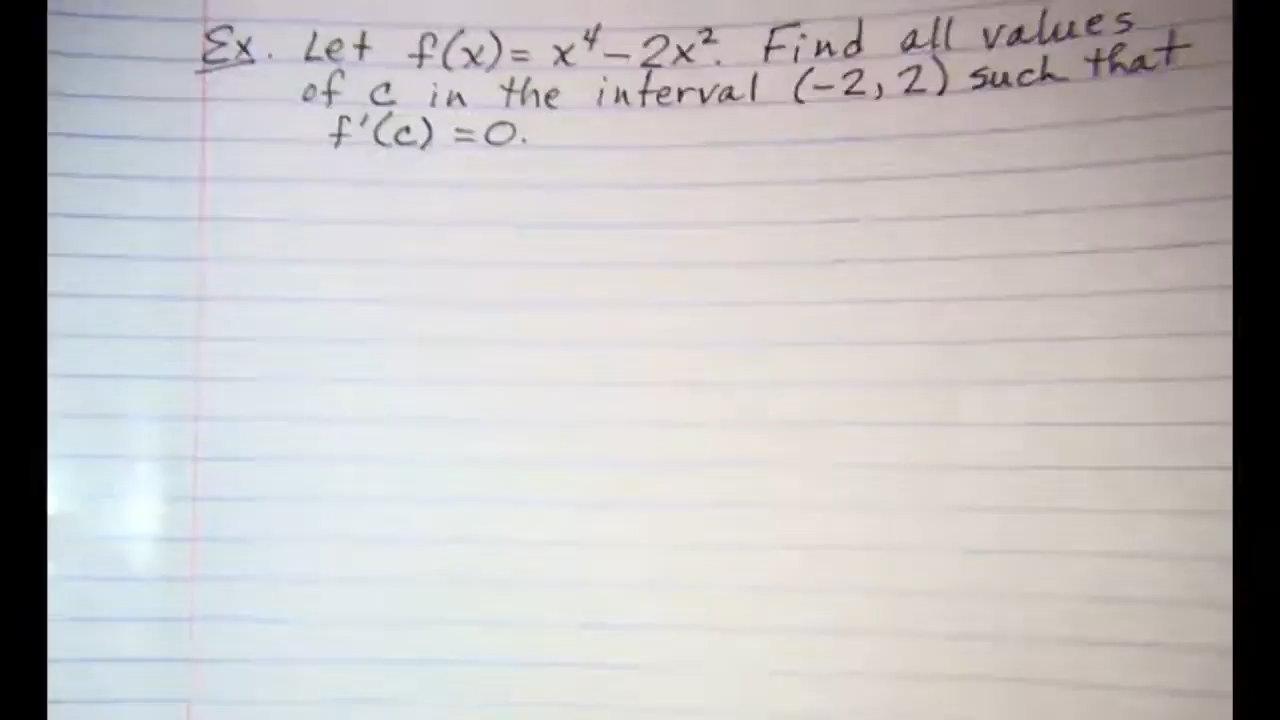 Ex. Let f(x) = x⁴ - 2x². Find all values
of c in the interval (-2, 2) such that
f'(c) = 0.